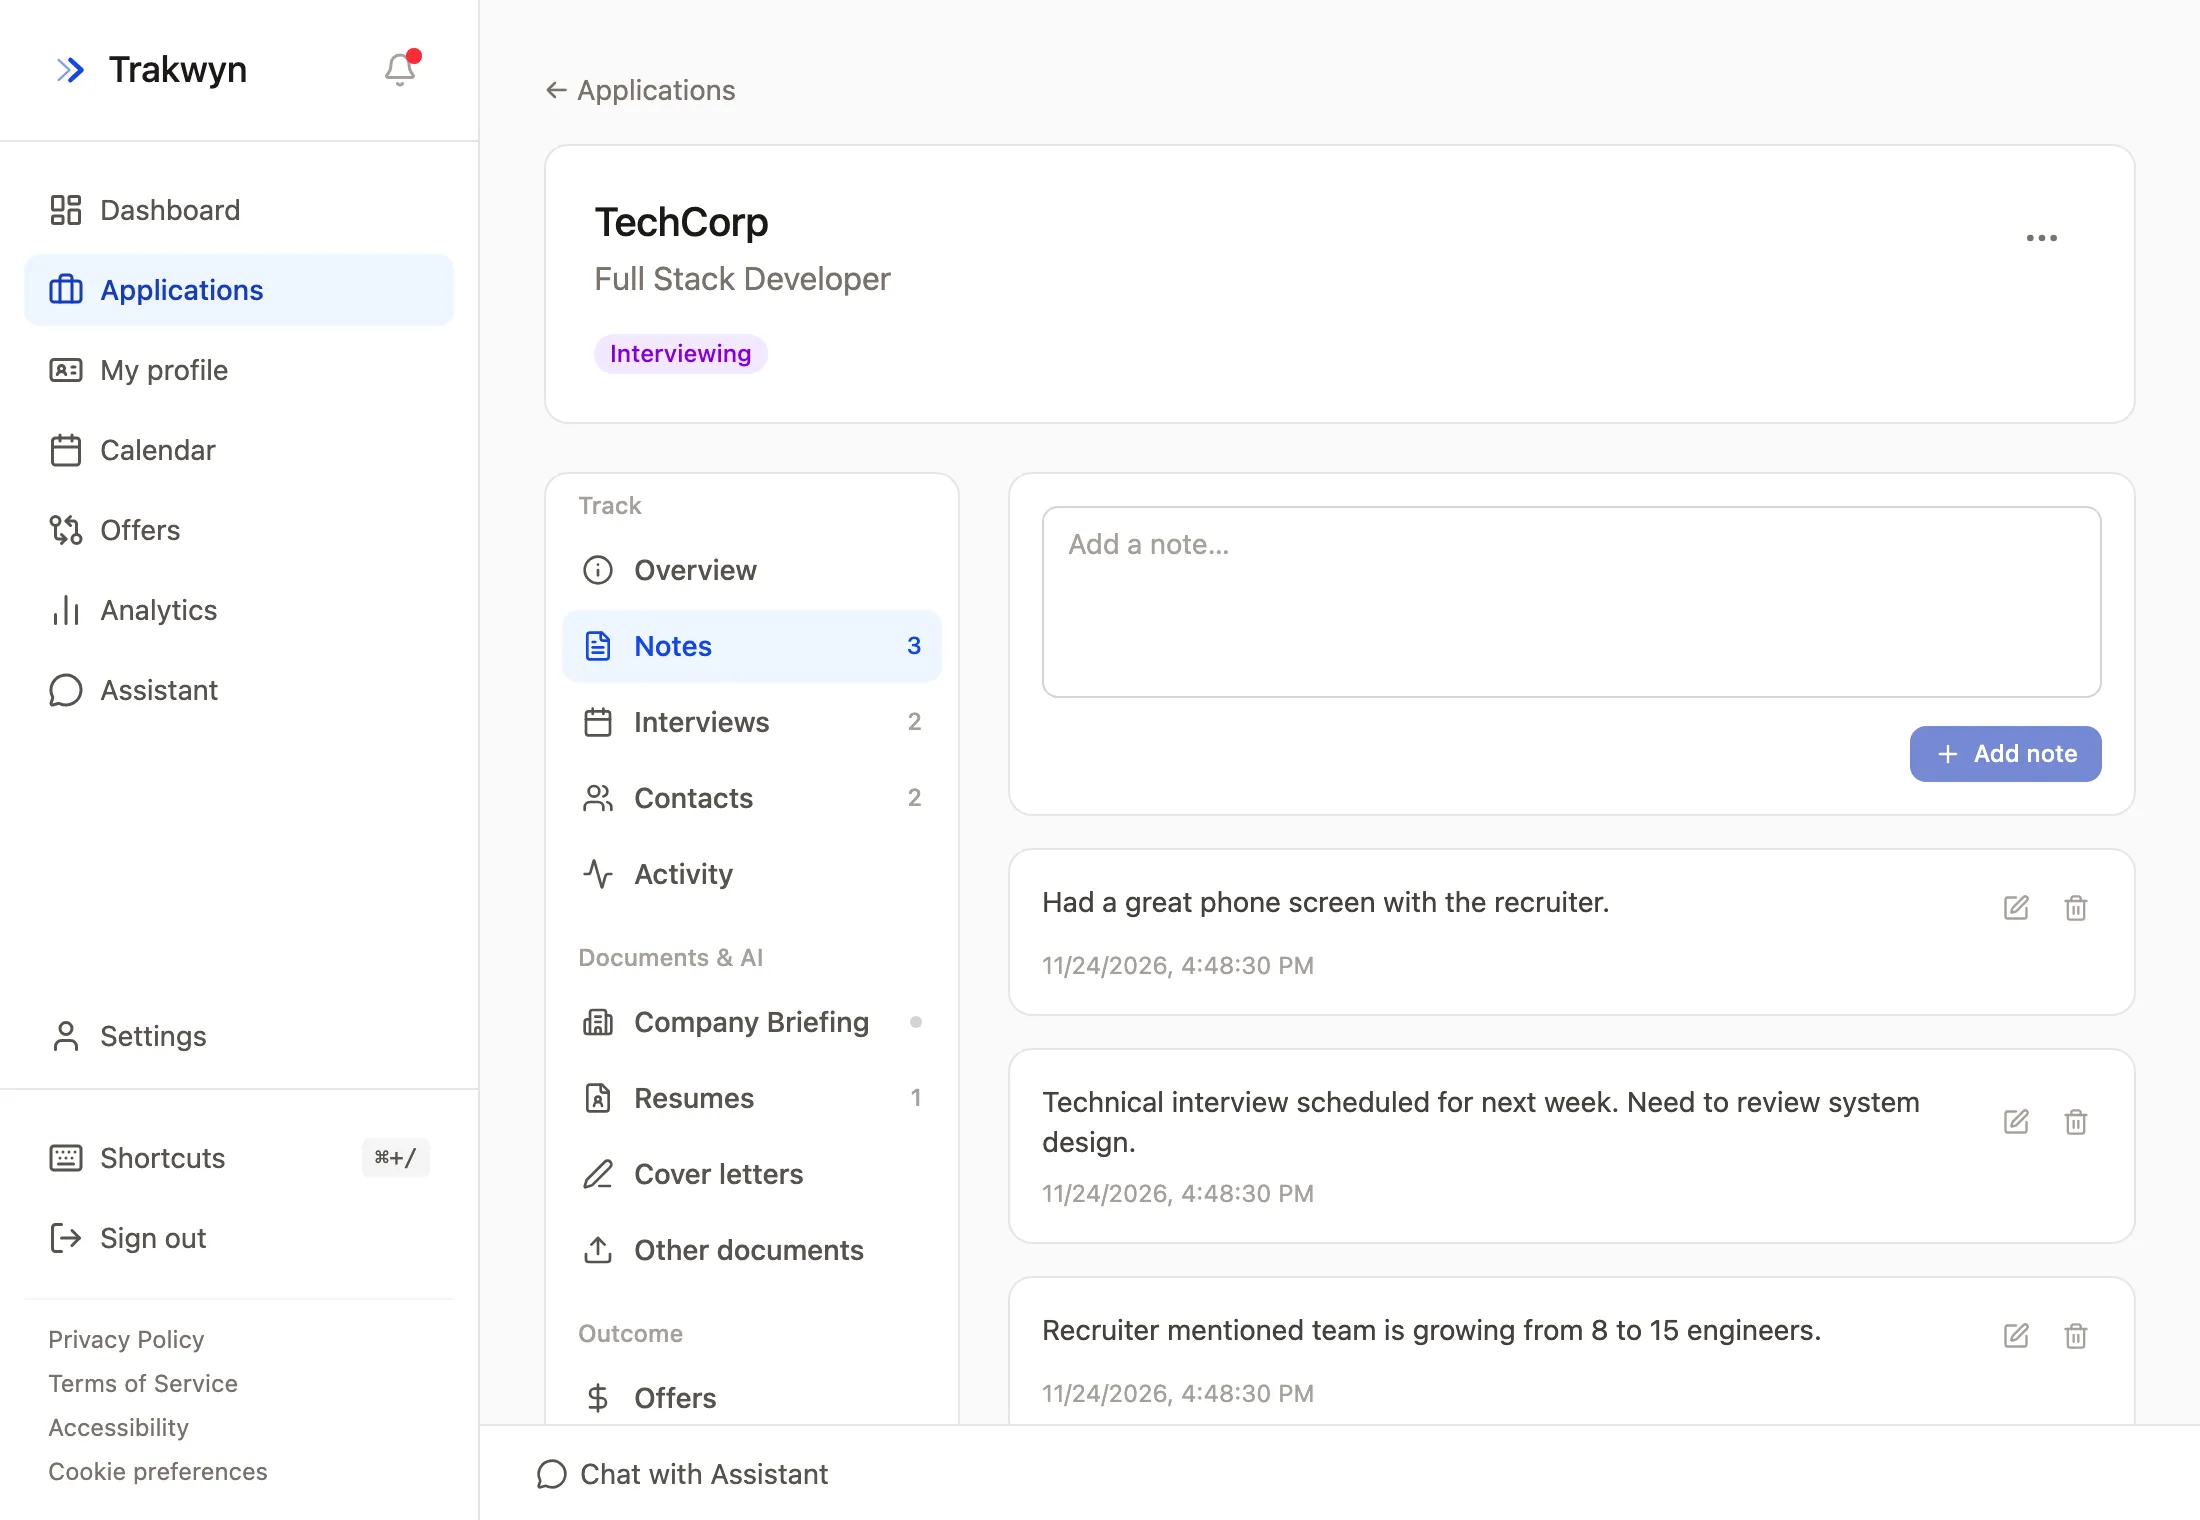 Trakwyn
Dashboard
Applications
My profile
Calendar
Offers
Analytics
Assistant
Settings
Shortcuts
⌘+/
Sign out
Privacy Policy
Terms of Service
Accessibility
Cookie preferences
← Applications
TechCorp
Full Stack Developer
Interviewing
Track
Overview
Notes 3
Interviews 2
Contacts 2
Activity
Documents & AI
Company Briefing
Resumes 1
Cover letters
Other documents
Outcome
Offers
Add a note...
+ Add note
Had a great phone screen with the recruiter.
11/24/2026, 4:48:30 PM
Technical interview scheduled for next week. Need to review system
design.
11/24/2026, 4:48:30 PM
Recruiter mentioned team is growing from 8 to 15 engineers.
11/24/2026, 4:48:30 PM
Chat with Assistant